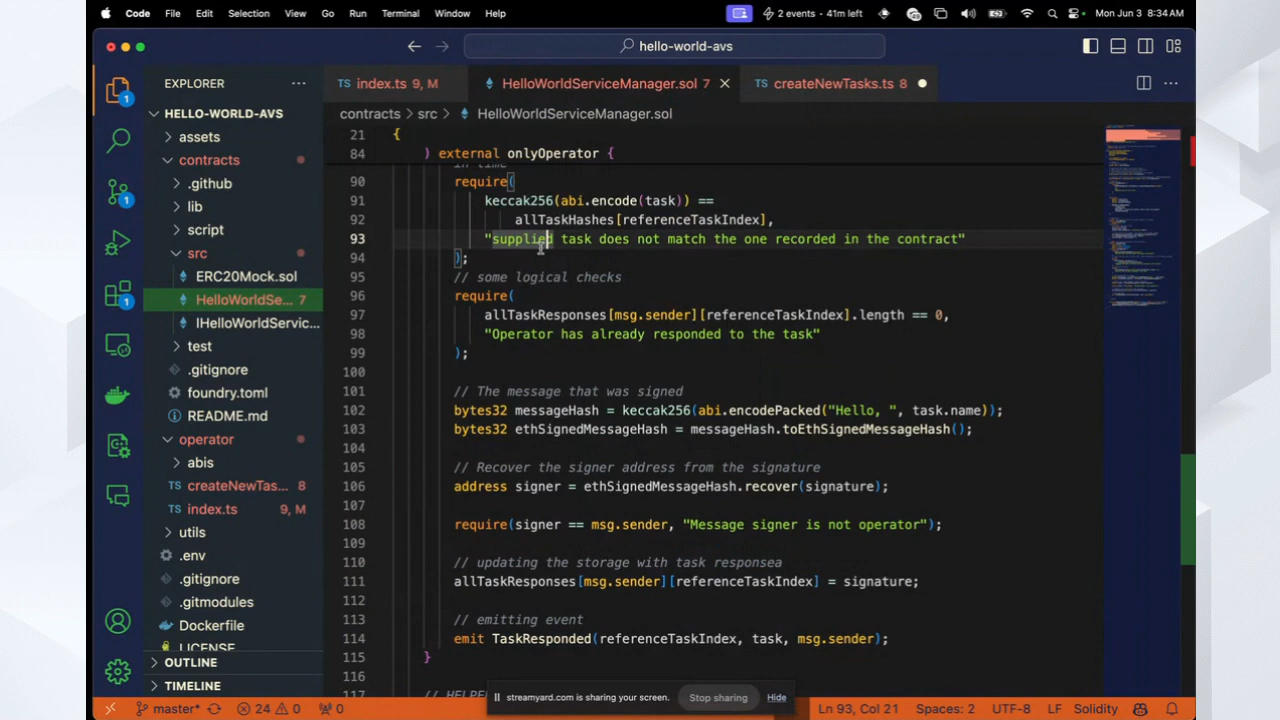 Code File Edit Selection View Go Run Terminal Window Help 2 events • 41m left Mon Jun 3 8:34 AM
hello-world-avs
EXPLORER
index.ts 9, M
HelloWorldServiceManager.sol 7
createNewTasks.ts 8
contracts > src > HelloWorldServiceManager.sol
HELLO-WORLD-AVS
assets
contracts
.github
lib
script
src
ERC20Mock.sol
HelloWorldSe... 7
IHelloWorldServic...
test
.gitignore
foundry.toml
README.md
operator
abis
createNewTas... 8
index.ts 9, M
utils
.env
.gitignore
.gitmodules
Dockerfile
LICENSE
OUTLINE
TIMELINE
21 {
84 ) external onlyOperator {
in time
90 require(
91 keccak256(abi.encode(task)) ==
92 allTaskHashes[referenceTaskIndex],
93 "supplied task does not match the one recorded in the contract"
94 );
95 // some logical checks
96 require(
97 allTaskResponses[msg.sender][referenceTaskIndex].length == 0,
98 "Operator has already responded to the task"
99 );
100
101 // The message that was signed
102 bytes32 messageHash = keccak256(abi.encodePacked("Hello, ", task.name));
103 bytes32 ethSignedMessageHash = messageHash.toEthSignedMessageHash();
104
105 // Recover the signer address from the signature
106 address signer = ethSignedMessageHash.recover(signature);
107
108 require(signer == msg.sender, "Message signer is not operator");
109
110 // updating the storage with task responsea
111 allTaskResponses[msg.sender][referenceTaskIndex] = signature;
112
113 // emitting event
114 emit TaskResponded(referenceTaskIndex, task, msg.sender);
115 }
116
117
streamyard.com is sharing your screen. Stop sharing Hide
master* 24 0 0 Ln 93, Col 21 Spaces: 2 UTF-8 LF Solidity